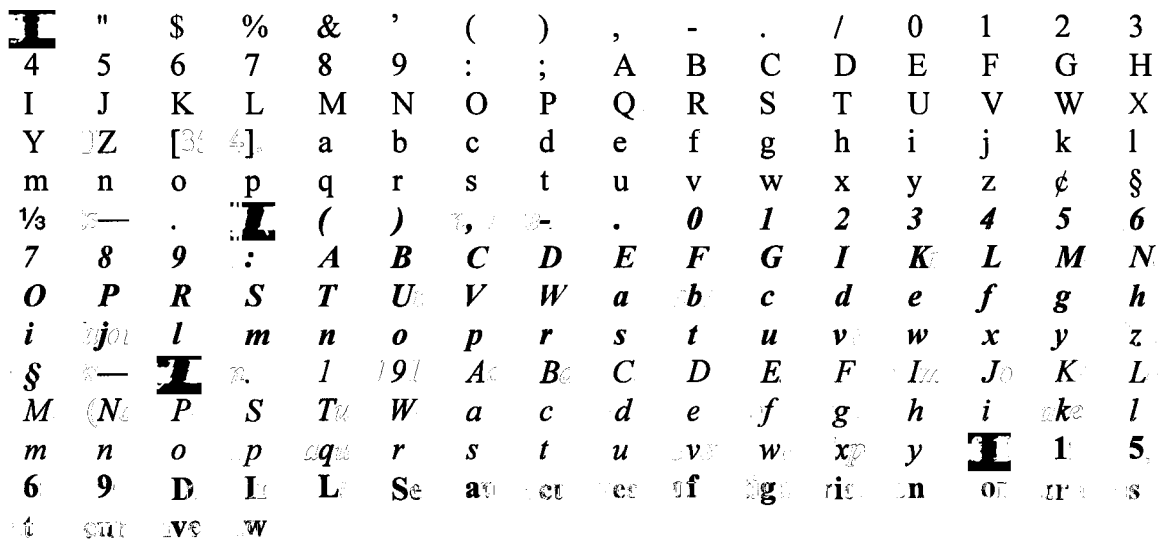 " $ % & ’ ( ) , - . / 0 1 2 3
4 5 6 7 8 9 : ; A B C D E F G H
I J K L M N O P Q R S T U V W X
Y Z [ ] a b c d e f g h i j k l
m n o p q r s t u v w x y z ¢ §
⅓ — . ( ) , - . 0 1 2 3 4 5 6
7 8 9 : A B C D E F G I K L M N
O P R S T U V W a b c d e f g h
i j l m n o p r s t u v w x y z
§ — . 1 9 A B C D E F I J K L
M N P S T W a c d e f g h i k l
m n o p q r s t u v w x y 1 5
6 9 D I L S a c e f g i n o r s
t u v w